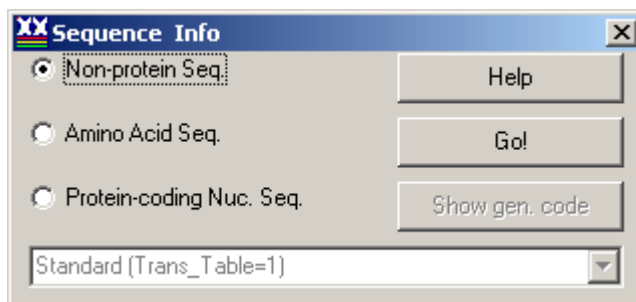 XX Sequence Info
Non-protein Seq.
Help
Amino Acid Seq.
Go!
Protein-coding Nuc. Seq.
Show gen. code
Standard (Trans_Table=1)